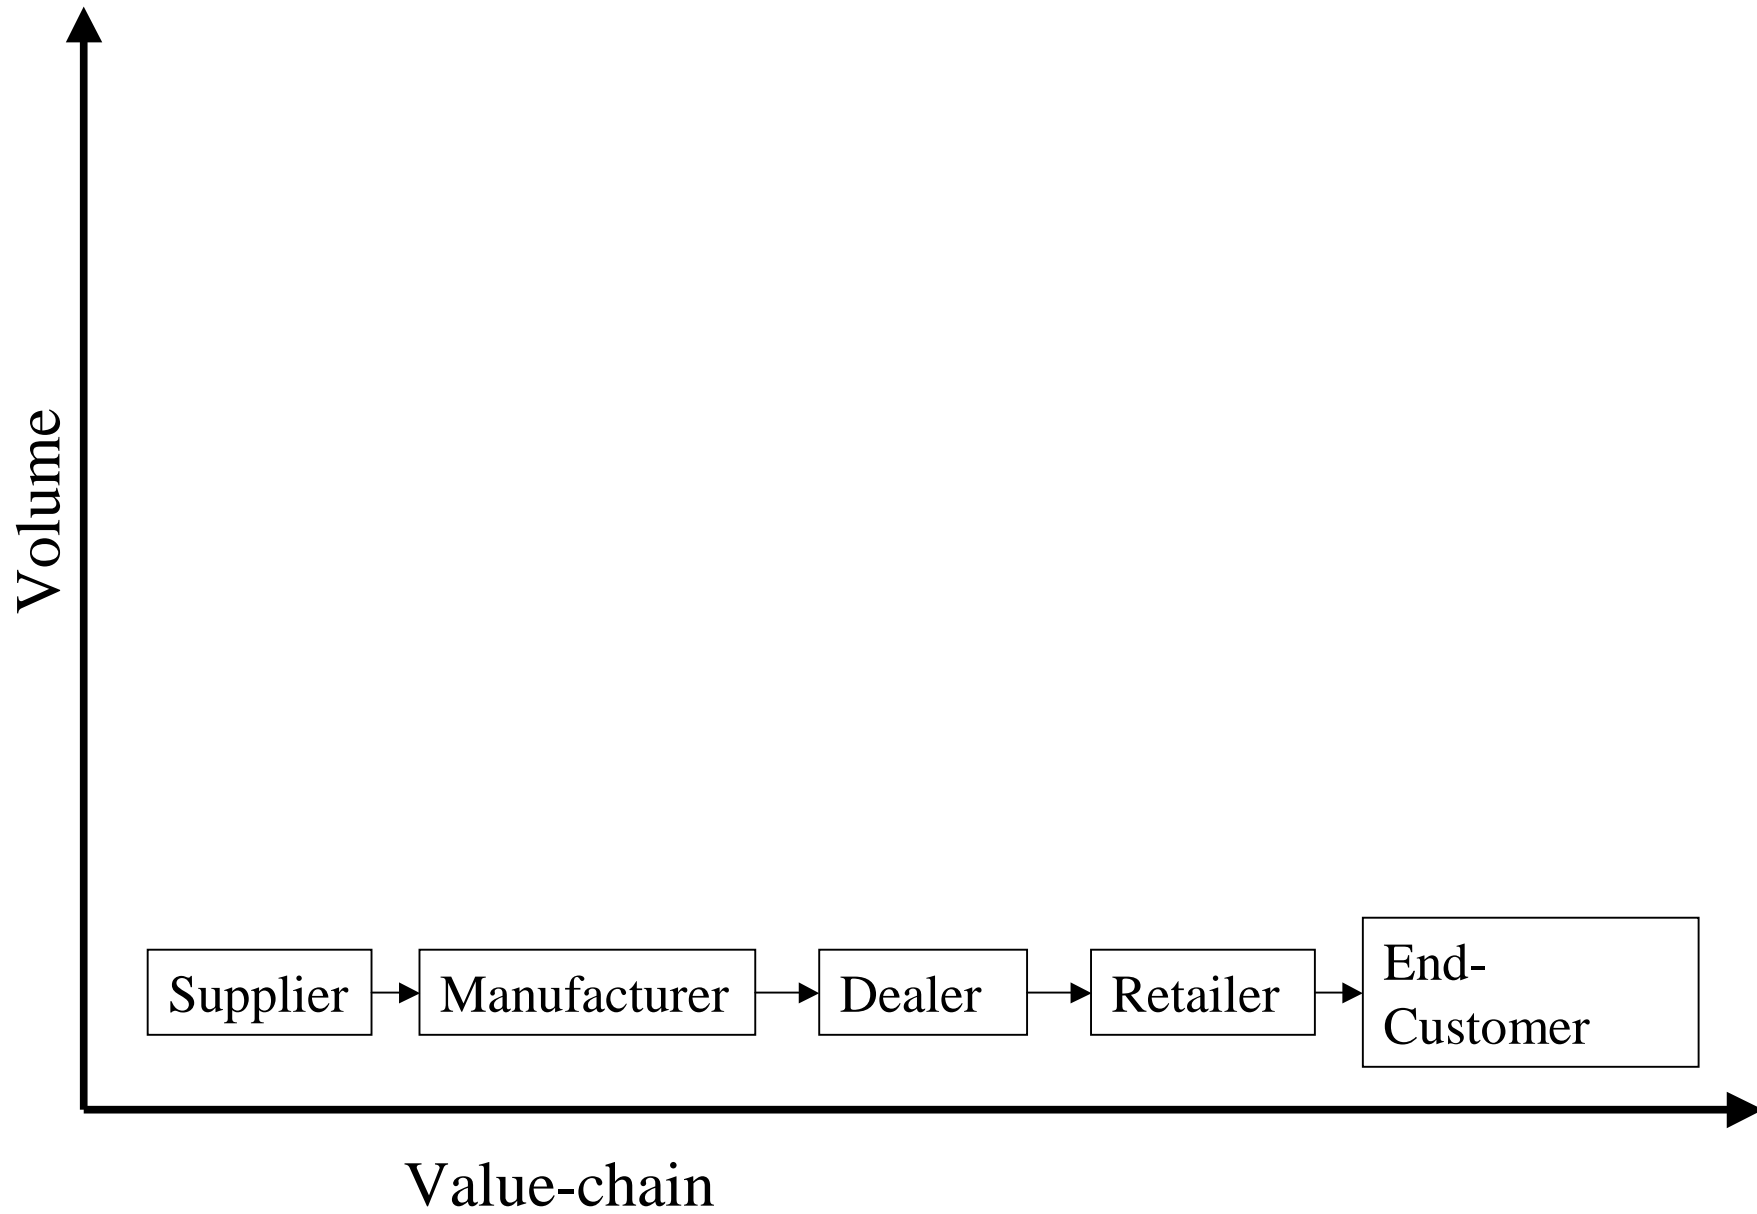 Volume
Supplier
Manufacturer
Dealer
Retailer
End-
Customer
Value-chain